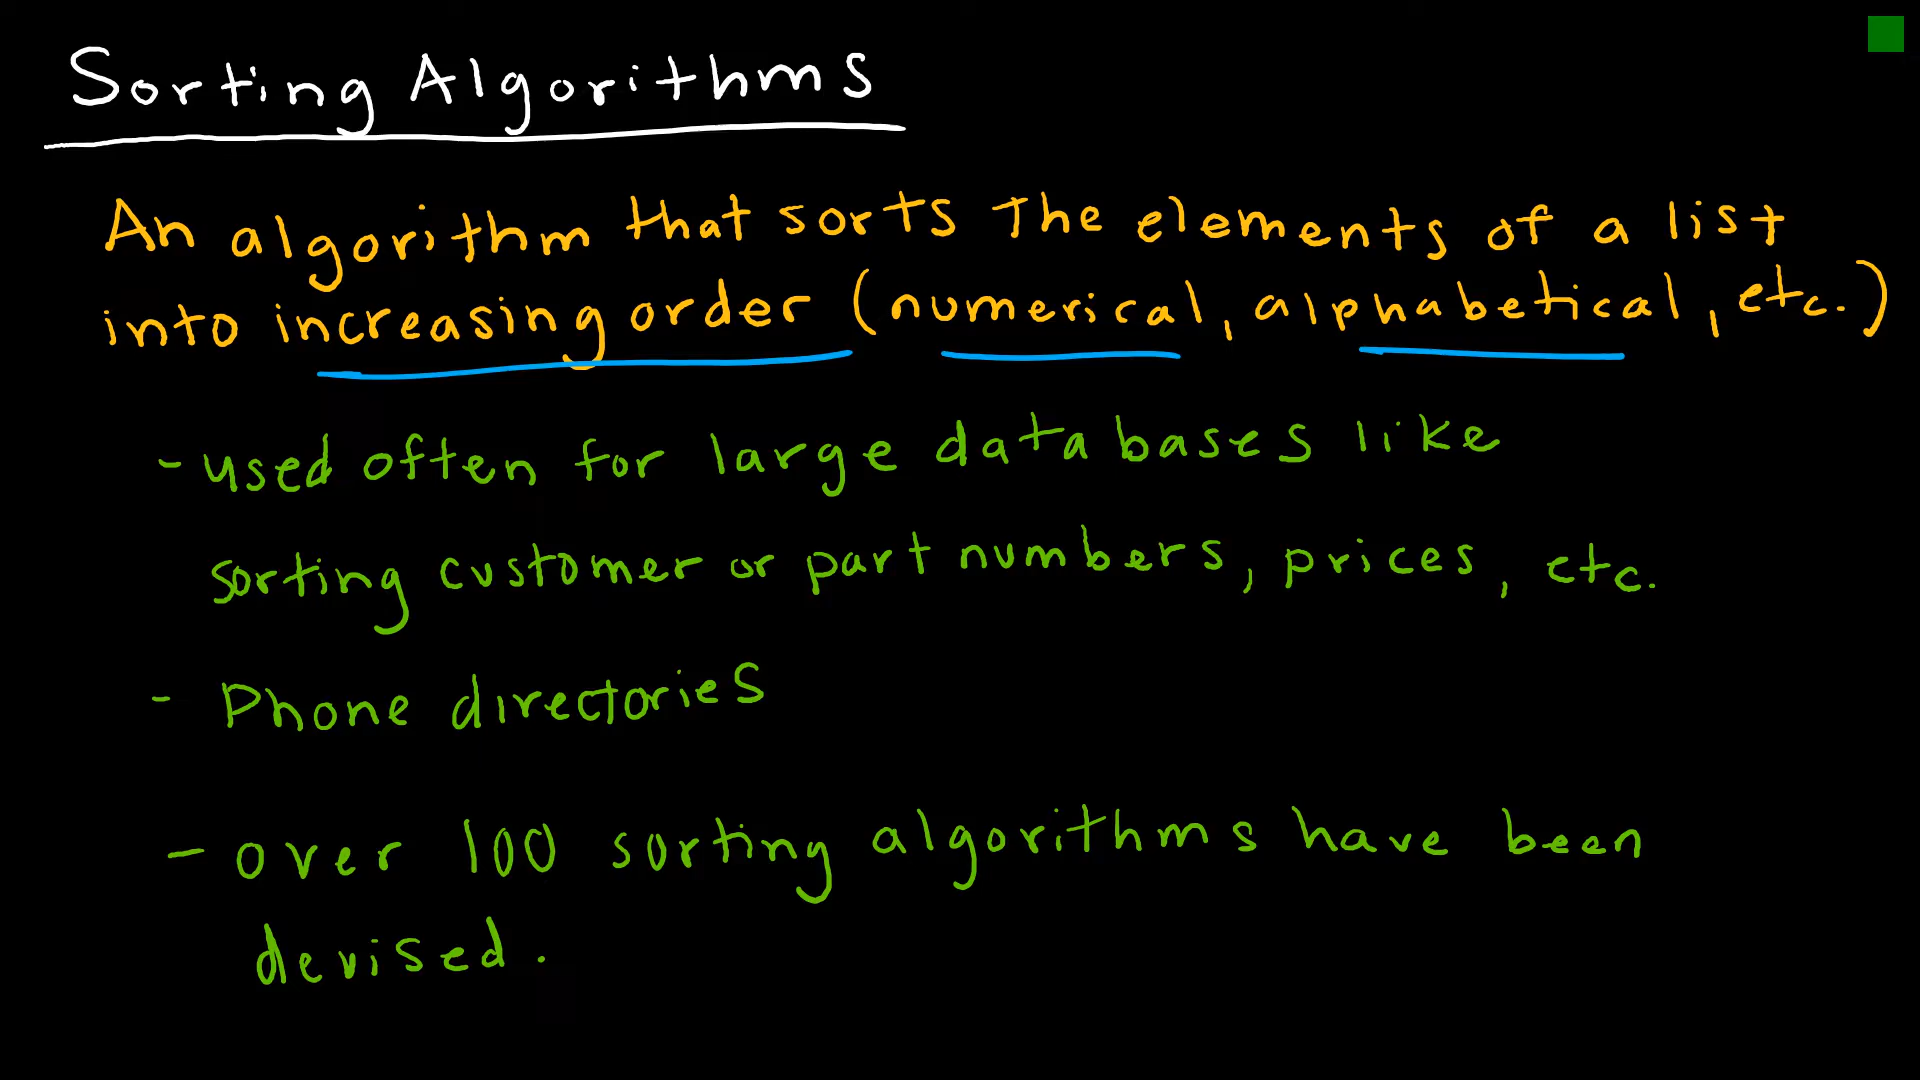 Sorting Algorithms
An algorithm that sorts The elements of a list
into increasing order (numerical, alphabetical, etc.)
- used often for large databases like
sorting customer or part numbers, prices, etc.
- Phone directories
- over 100 sorting algorithms have been
devised.